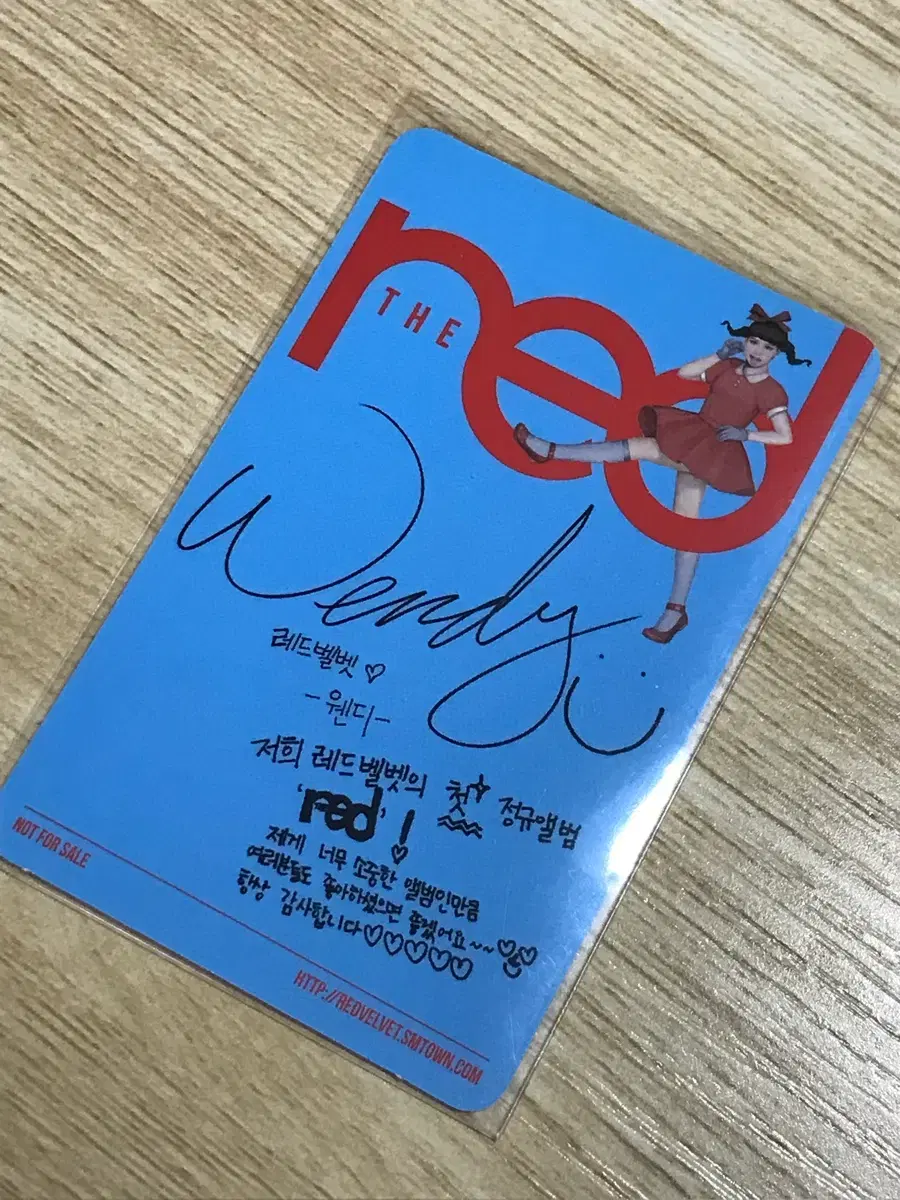 THE
red
Wendy
레드벨벳♡
-웬디-
저희 레드벨벳의 첫 정규앨범
'red'!
제게 너무 소중한 앨범인만큼
여러분들도 좋아하셨으면 좋겠어요~~♡♡
항상 감사합니다♡♡♡♡♡
NOT FOR SALE
HTTP://REDVELVET.SMTOWN.COM